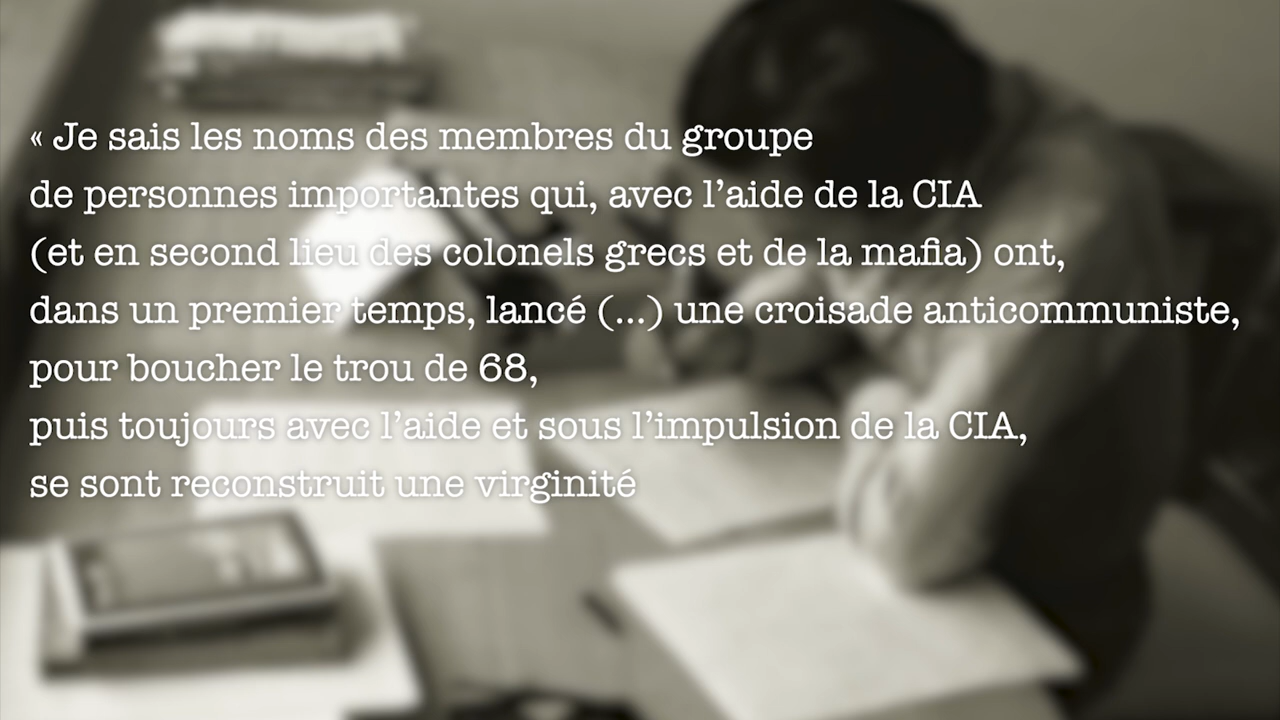 « Je sais les noms des membres du groupe
de personnes importantes qui, avec l’aide de la CIA
(et en second lieu des colonels grecs et de la mafia) ont,
dans un premier temps, lancé (...) une croisade anticommuniste,
pour boucher le trou de 68,
puis toujours avec l’aide et sous l’impulsion de la CIA,
se sont reconstruit une virginité